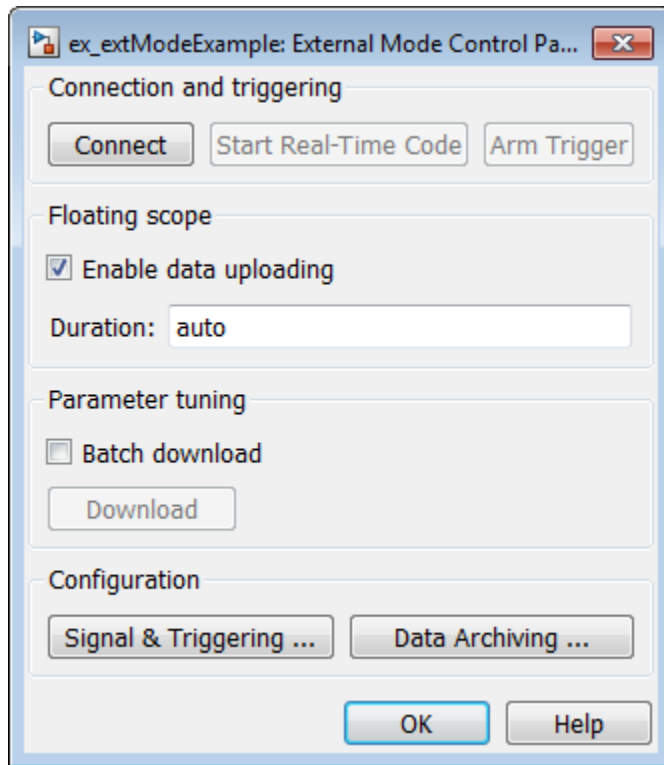 ex_extModeExample: External Mode Control Pa...
Connection and triggering
Connect Start Real-Time Code Arm Trigger
Floating scope
Enable data uploading
Duration: auto
Parameter tuning
Batch download
Download
Configuration
Signal & Triggering ... Data Archiving ...
OK Help